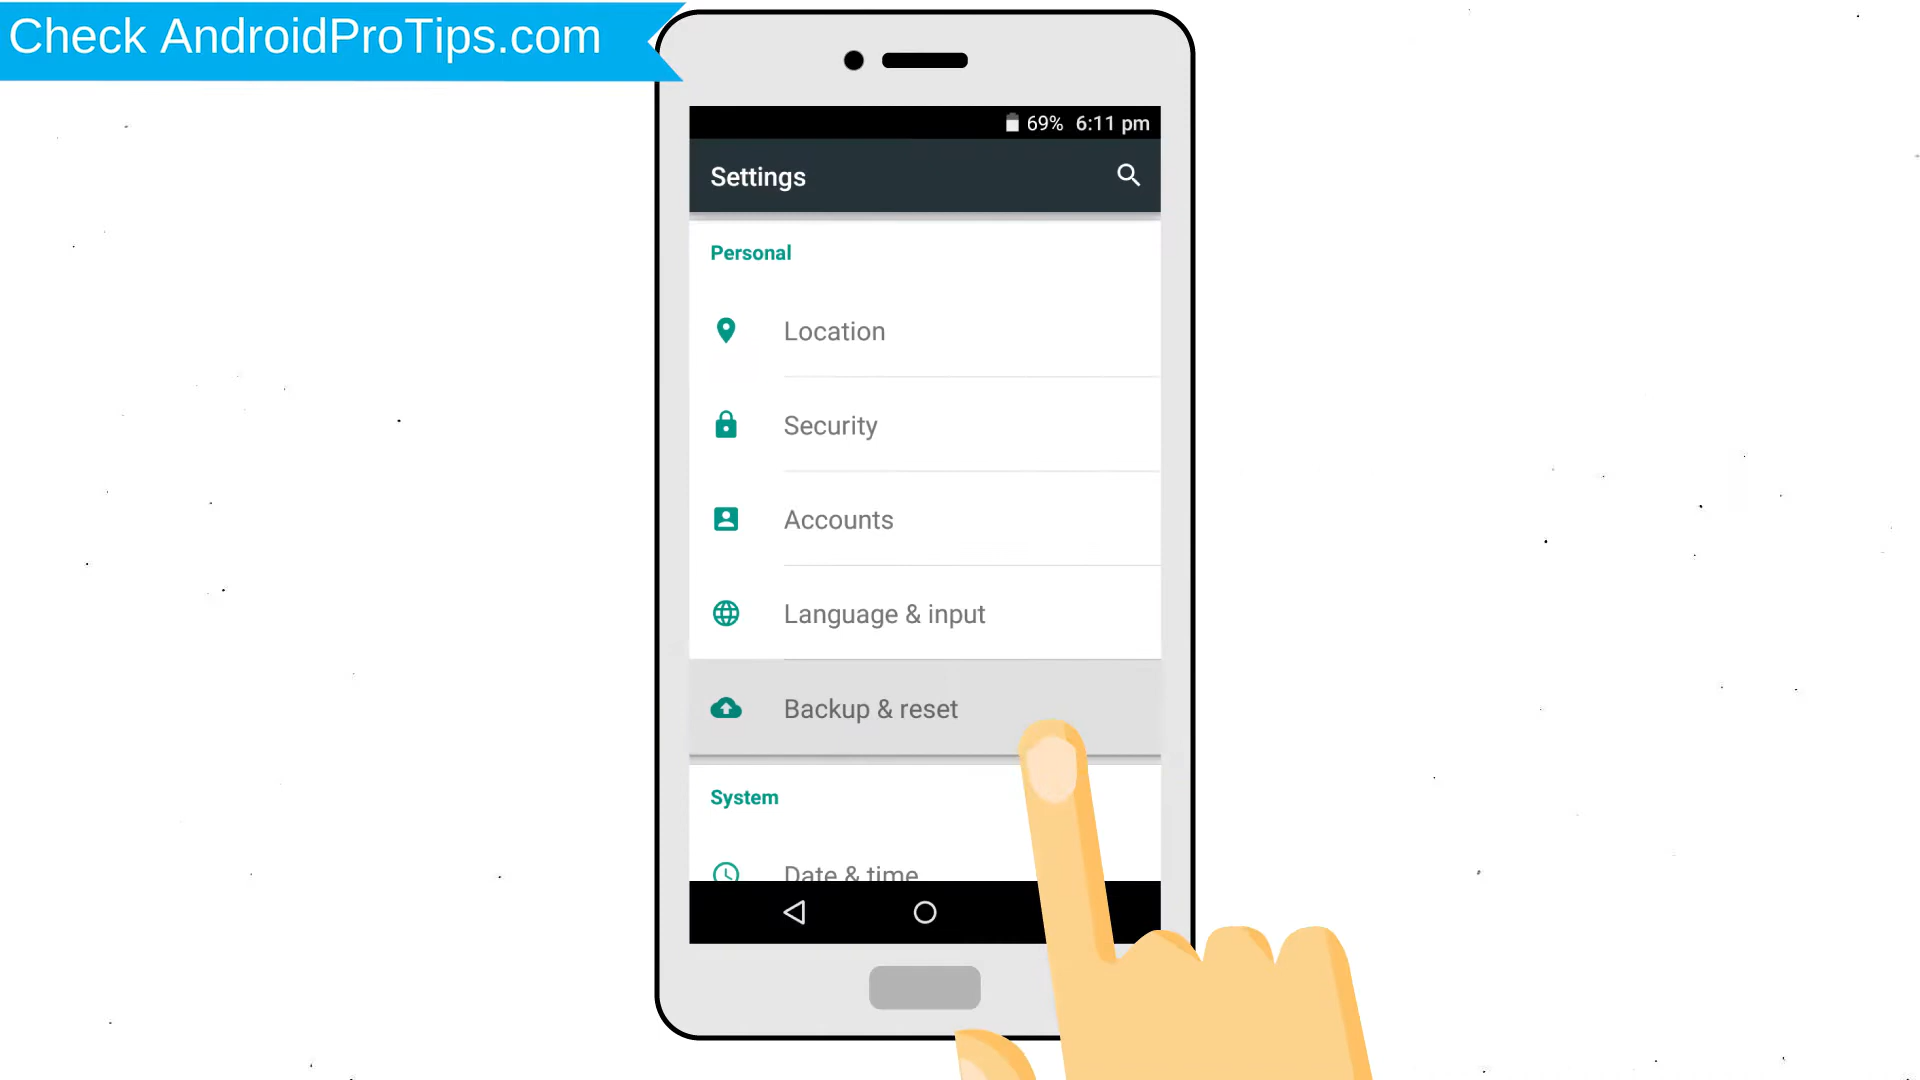 Check AndroidProTips.com
69% 6:11 pm
Settings
Personal
Location
Security
Accounts
Language & input
Backup & reset
System
Date & time